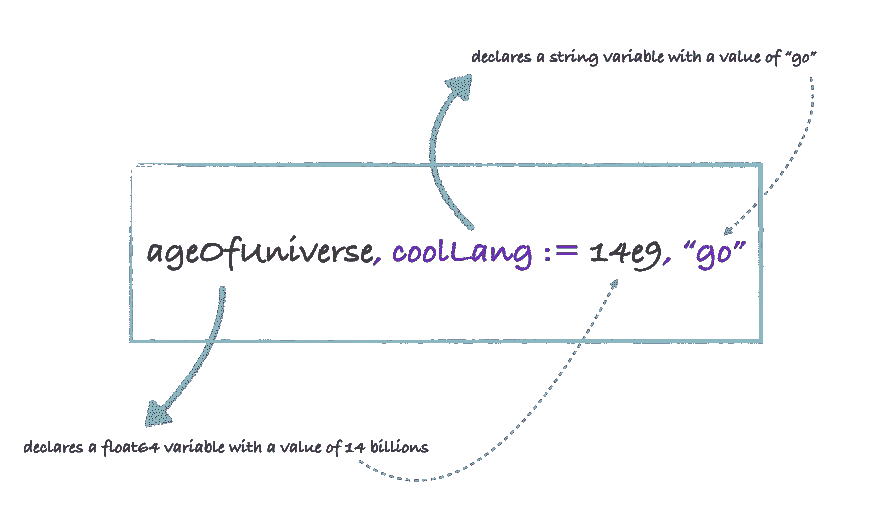 declares a string variable with a value of “go”
ageOfUniverse, coolLang := 14e9, “go”
declares a float64 variable with a value of 14 billions